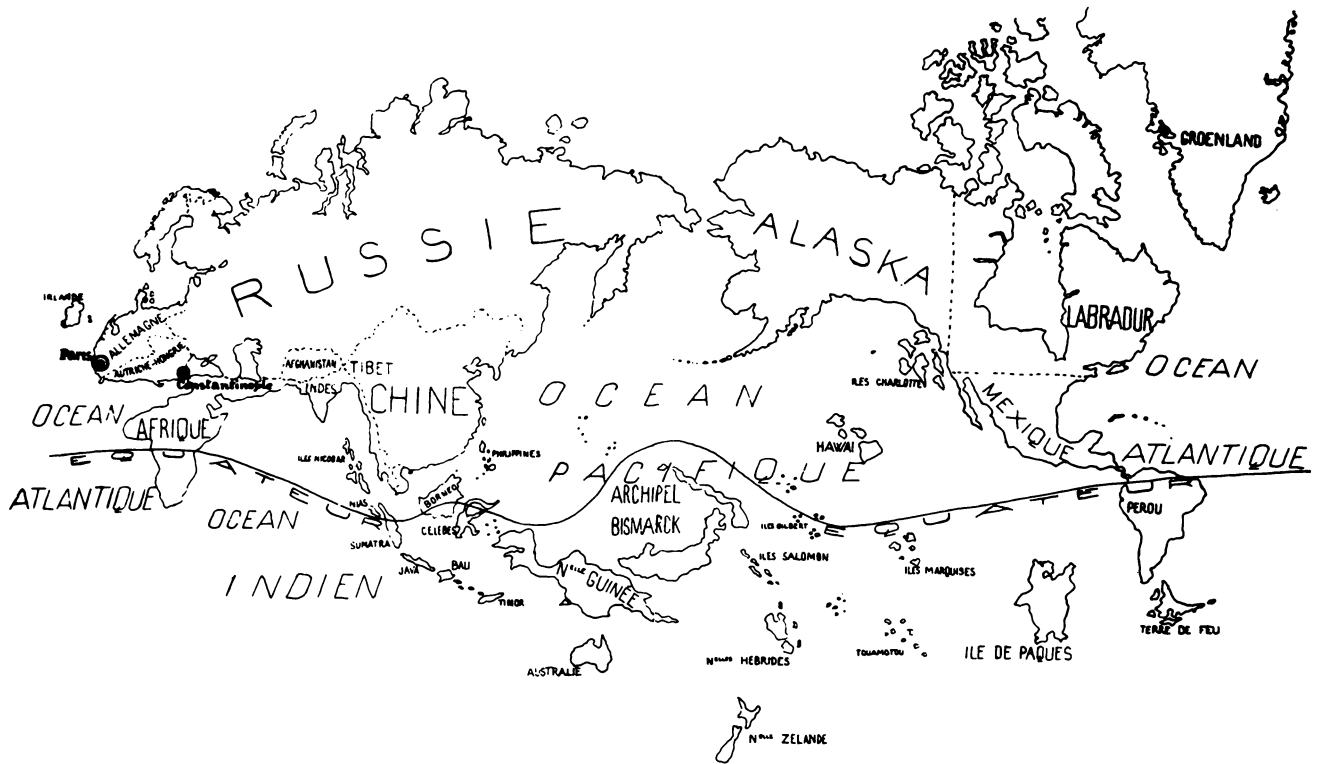 GROENLAND
RUSSIE
ALASKA
IRLANDE
ALLEMAGNE
LABRADUR
Paris
AUTRICHE-HONGRIE
AFGHANISTAN
TIBET
Constantinople
INDES
CHINE
OCEAN
ILES CHARLOTTE
OCEAN
MEXIQUE
OCEAN
AFRIQUE
ILES NICOBAR
PHILIPPINES
HAWAI
PACIFIQUE
ATLANTIQUE
EQUATEUR
ATLANTIQUE
OCEAN
INDIEN
NIAS
BORNEO
ARCHIPEL
BISMARCK
ILES GILBERT
EQUATEUR
PEROU
SUMATRA
CELEBES
JAVA
BALI
TIMOR
Nelle GUINÉE
ILES SALOMON
ILES MARQUISES
AUSTRALIE
Nelles HEBRIDES
TOUAMOTOU
ILE DE PAQUES
TERRE DE FEU
Nelle ZELANDE